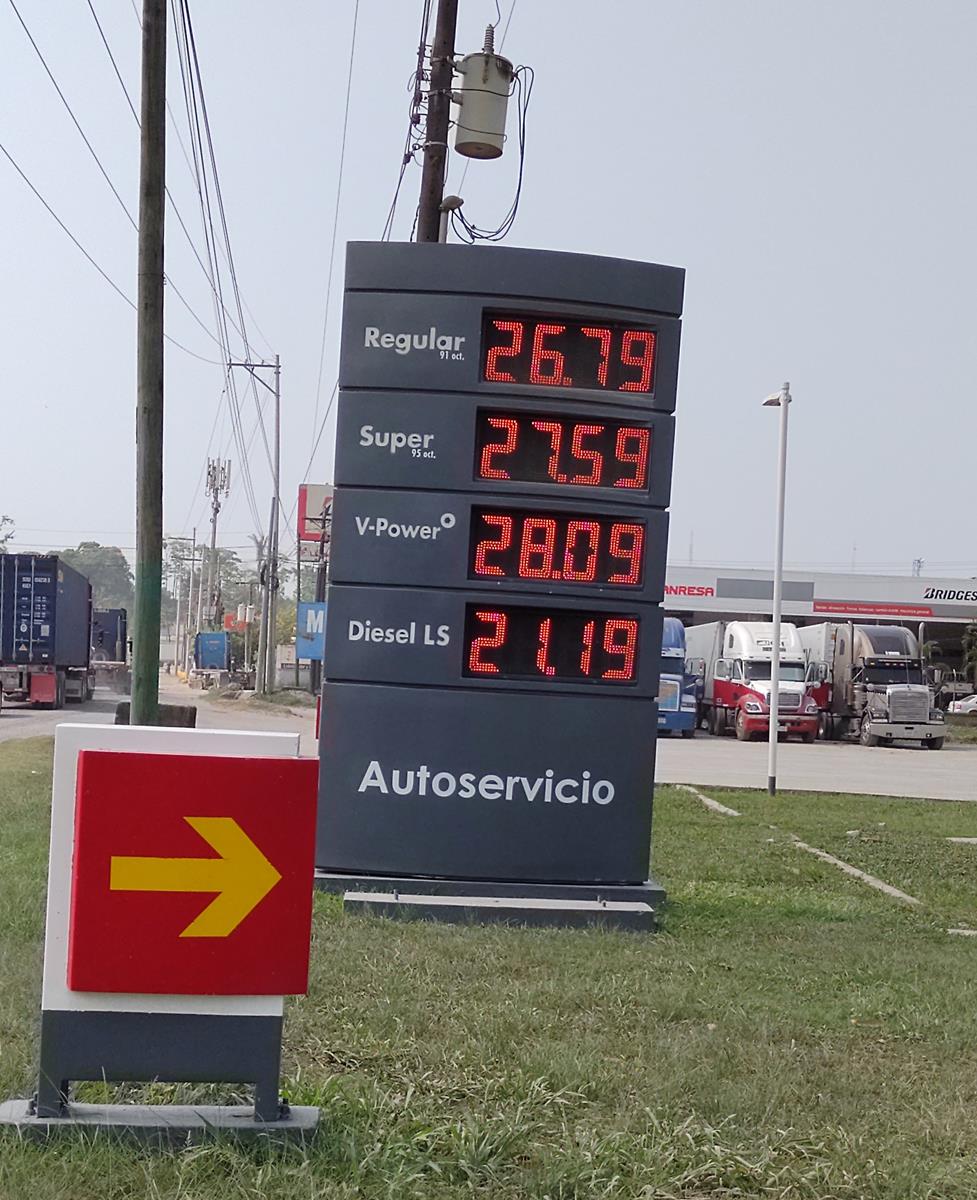 Regular 26.79
91 oct.
Super 27.59
95 oct.
V-Power 28.09
Diesel LS 21.19
Autoservicio
M
ANRESA
BRIDGES